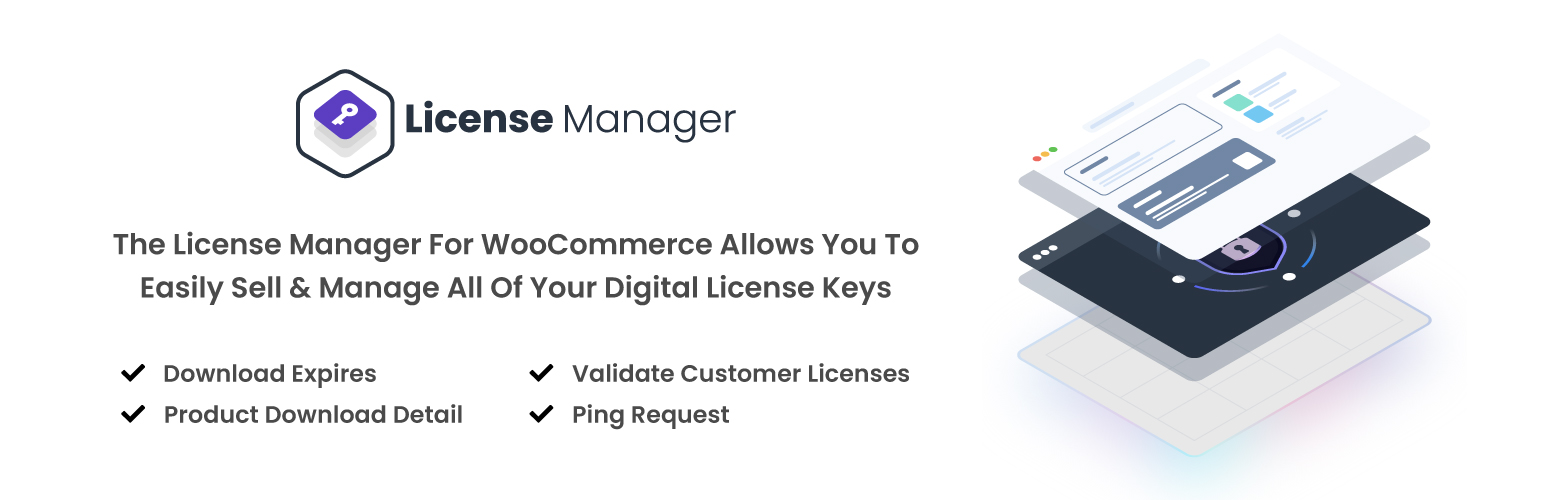 License Manager
The License Manager For WooCommerce Allows You To
Easily Sell & Manage All Of Your Digital License Keys
Download Expires
Validate Customer Licenses
Product Download Detail
Ping Request